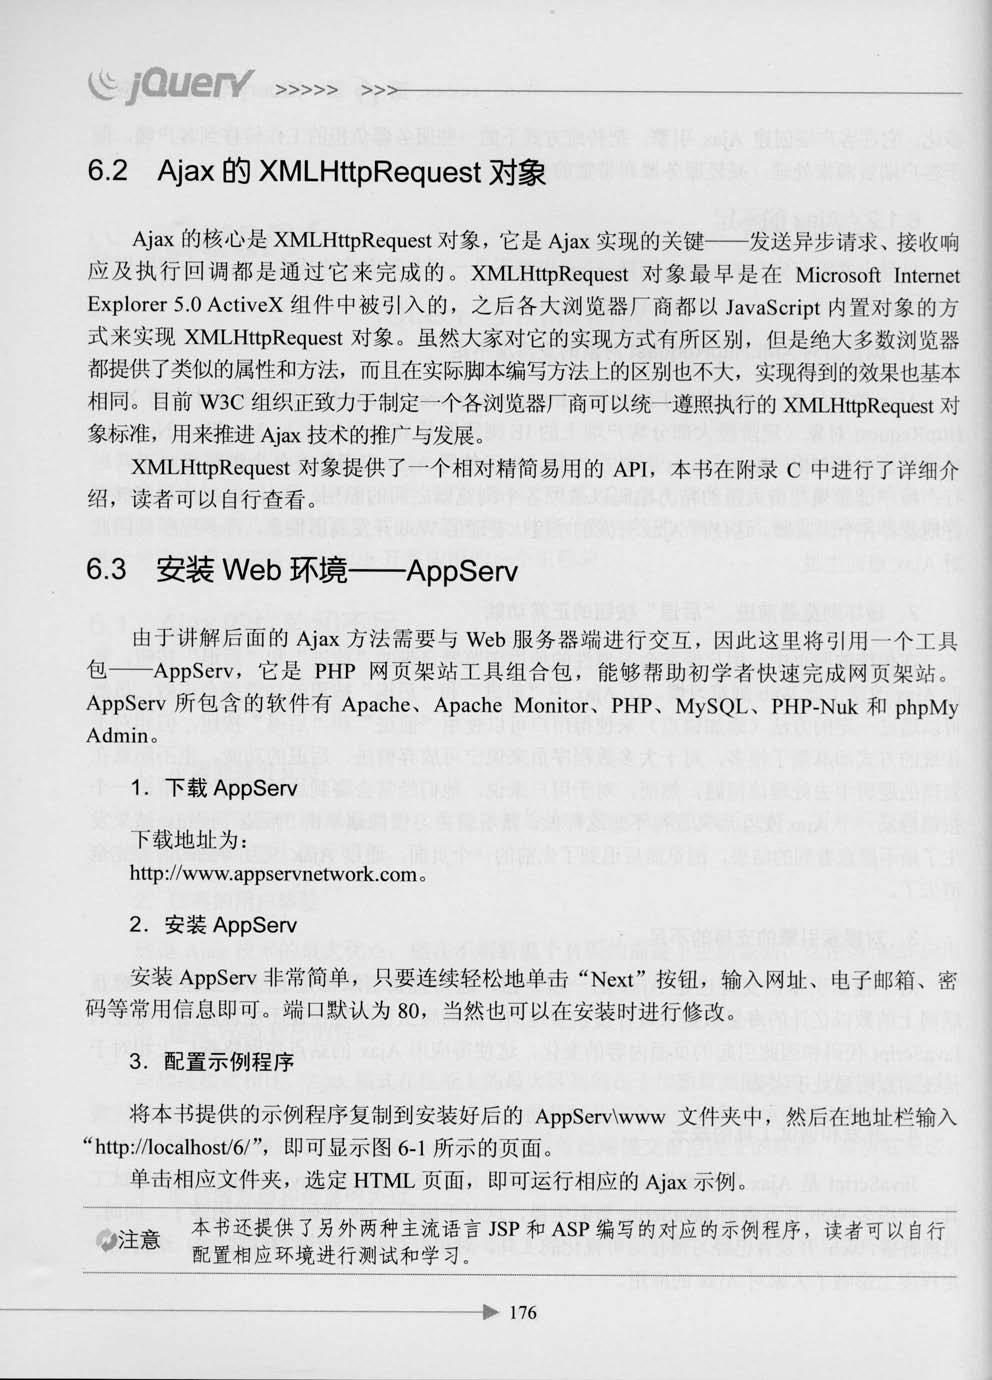 jQuery >>>>> >>>
6.2 Ajax 的 XMLHttpRequest 对象
Ajax 的核心是 XMLHttpRequest 对象，它是 Ajax 实现的关键——发送异步请求、接收响
应及执行回调都是通过它来完成的。XMLHttpRequest 对象最早是在 Microsoft Internet
Explorer 5.0 ActiveX 组件中被引入的，之后各大浏览器厂商都以 JavaScript 内置对象的方
式来实现 XMLHttpRequest 对象。虽然大家对它的实现方式有所区别，但是绝大多数浏览器
都提供了类似的属性和方法，而且在实际脚本编写方法上的区别也不大，实现得到的效果也基本
相同。目前 W3C 组织正致力于制定一个各浏览器厂商可以统一遵照执行的 XMLHttpRequest 对
象标准，用来推进 Ajax 技术的推广与发展。
XMLHttpRequest 对象提供了一个相对精简易用的 API，本书在附录 C 中进行了详细介
绍，读者可以自行查看。
6.3 安装 Web 环境——AppServ
由于讲解后面的 Ajax 方法需要与 Web 服务器端进行交互，因此这里将引用一个工具
包——AppServ，它是 PHP 网页架站工具组合包，能够帮助初学者快速完成网页架站。
AppServ 所包含的软件有 Apache、Apache Monitor、PHP、MySQL、PHP-Nuk 和 phpMy
Admin。
1．下载 AppServ
下载地址为：
http://www.appservnetwork.com。
2．安装 AppServ
安装 AppServ 非常简单，只要连续轻松地单击“Next”按钮，输入网址、电子邮箱、密
码等常用信息即可。端口默认为 80，当然也可以在安装时进行修改。
3．配置示例程序
将本书提供的示例程序复制到安装好后的 AppServ\www 文件夹中，然后在地址栏输入
“http://localhost/6/”，即可显示图 6-1 所示的页面。
单击相应文件夹，选定 HTML 页面，即可运行相应的 Ajax 示例。
注意 本书还提供了另外两种主流语言 JSP 和 ASP 编写的对应的示例程序，读者可以自行
配置相应环境进行测试和学习。
176